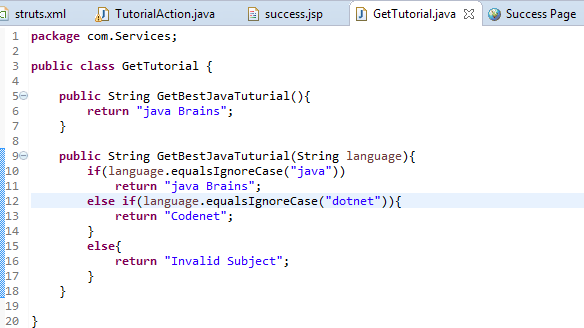 struts.xml TutorialAction.java success.jsp GetTutorial.java Success Page
1 package com.Services;
2
3 public class GetTutorial {
4
5 public String GetBestJavaTuturial(){
6 return "java Brains";
7 }
8
9 public String GetBestJavaTuturial(String language){
10 if(language.equalsIgnoreCase("java"))
11 return "java Brains";
12 else if(language.equalsIgnoreCase("dotnet")){
13 return "Codenet";
14 }
15 else{
16 return "Invalid Subject";
17 }
18 }
19
20 }